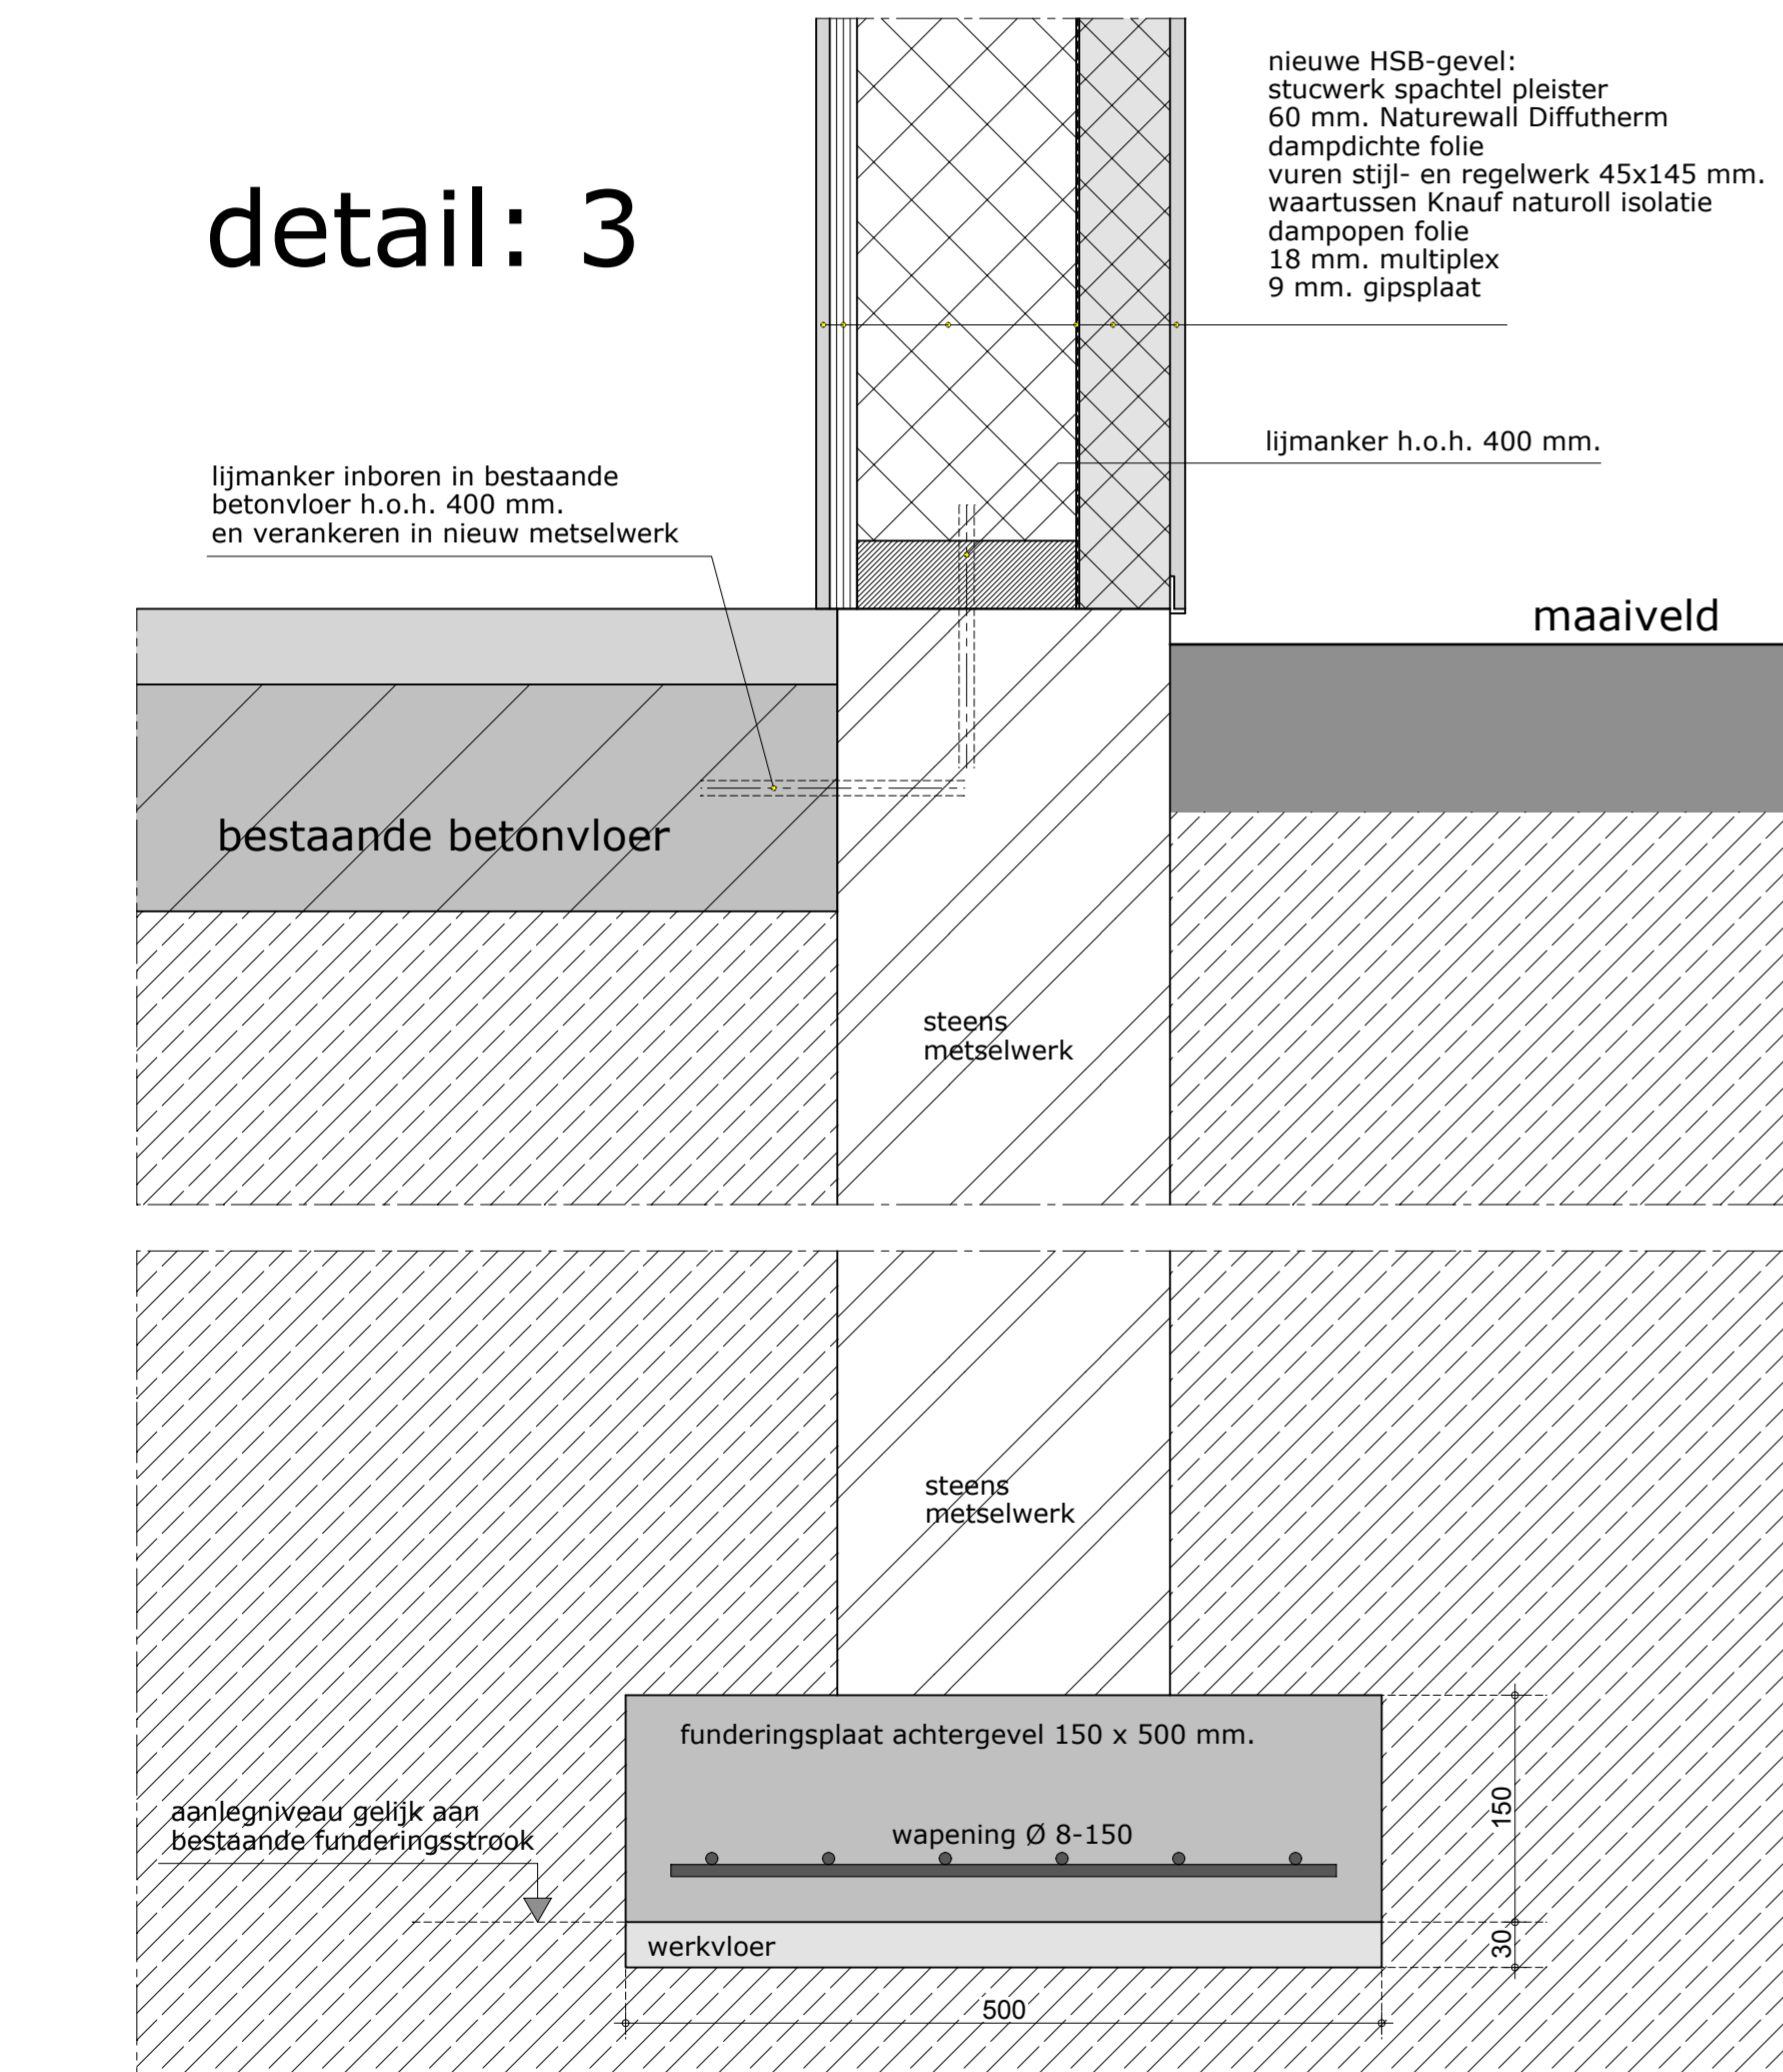 detail: 3
nieuwe HSB-gevel:
stucwerk spachtel pleister
60 mm. Naturewall Diffutherm
dampdichte folie
vuren stijl- en regelwerk 45x145 mm.
waartussen Knauf naturoll isolatie
dampopen folie
18 mm. multiplex
9 mm. gipsplaat
lijmanker h.o.h. 400 mm.
lijmanker inboren in bestaande
betonvloer h.o.h. 400 mm.
en verankeren in nieuw metselwerk
maaiveld
bestaande betonvloer
steens
metselwerk
steens
metselwerk
funderingsplaat achtergevel 150 x 500 mm.
aanlegniveau gelijk aan
bestaande funderingsstrook
wapening Ø 8-150
150
werkvloer
30
500